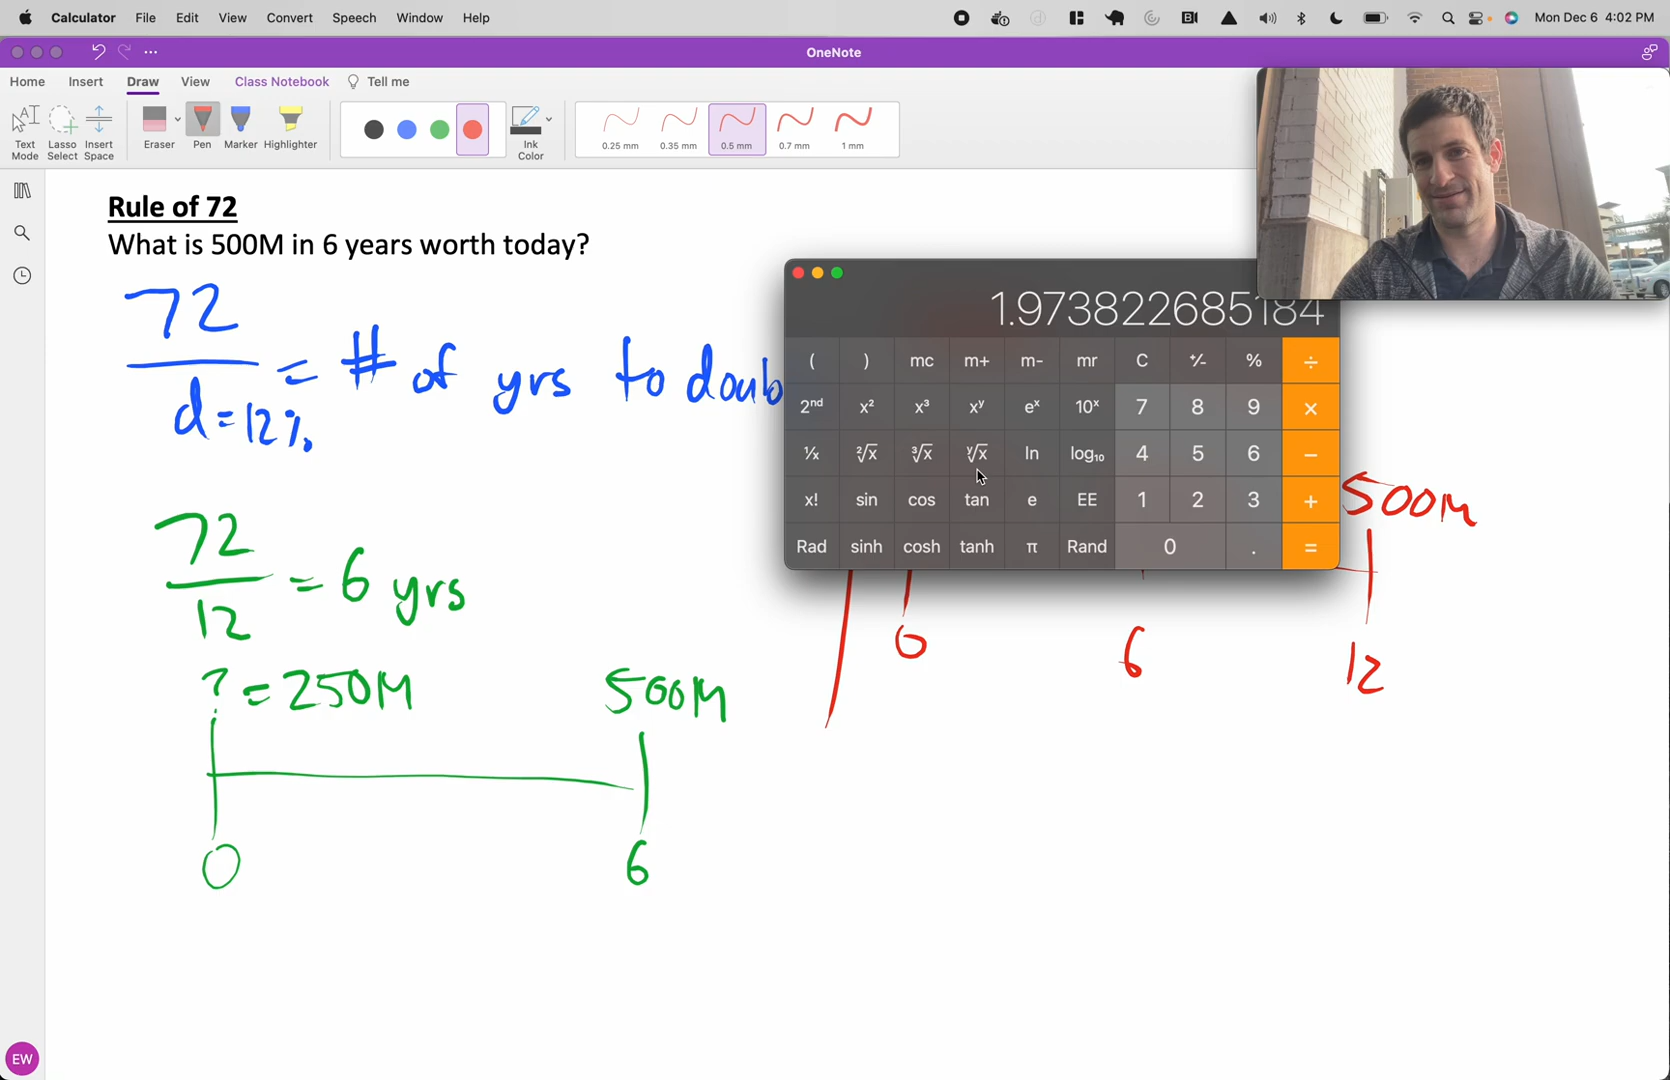 Calculator File Edit View Convert Speech Window Help Mon Dec 6 4:02 PM
OneNote
Home Insert Draw View Class Notebook Tell me
Text Mode
Lasso Select
Insert Space
Eraser
Pen
Marker
Highlighter
Ink Color
0.25 mm 0.35 mm 0.5 mm 0.7 mm 1 mm
Rule of 72
What is 500M in 6 years worth today?
72
d=12% = # of yrs to doub
72
12 = 6 yrs
? = 250M 500M
0 6
1.973822685184
( ) mc m+ m- mr C +/- % ÷
2nd x² x³ xʸ eˣ 10ˣ 7 8 9 ×
1/x ²√x ³√x ʸ√x ln log₁₀ 4 5 6 −
x! sin cos tan e EE 1 2 3 +
Rad sinh cosh tanh π Rand 0 . =
500M
0 6 12
EW